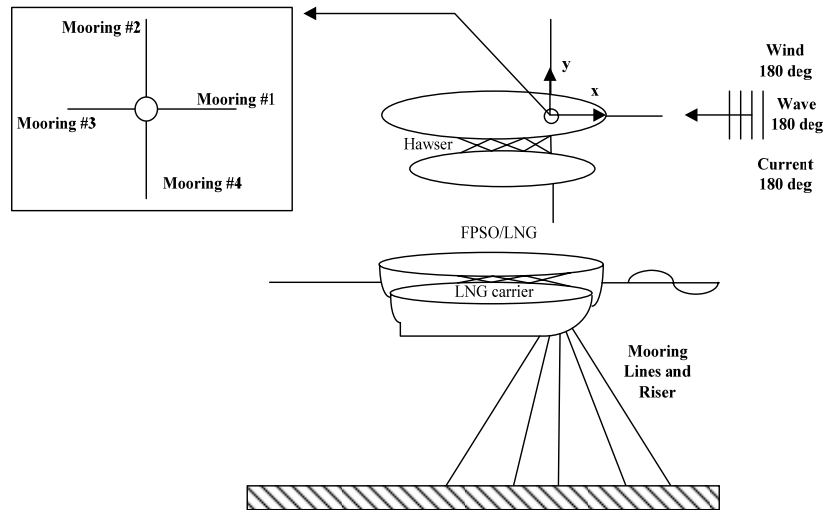 Mooring #2
Mooring #1
Mooring #3
Mooring #4
y
x
Hawser
Wind
180 deg
Wave
180 deg
Current
180 deg
FPSO/LNG
LNG carrier
Mooring
Lines and
Riser